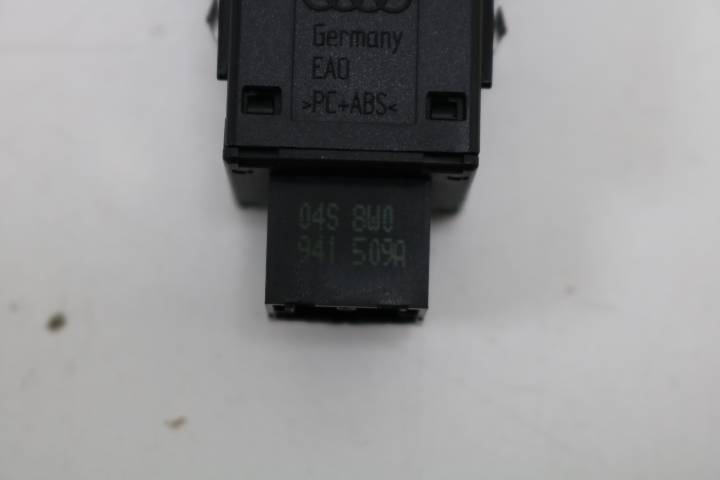 Germany
EAO
>PC+ABS<
04S 8W0
941 509A